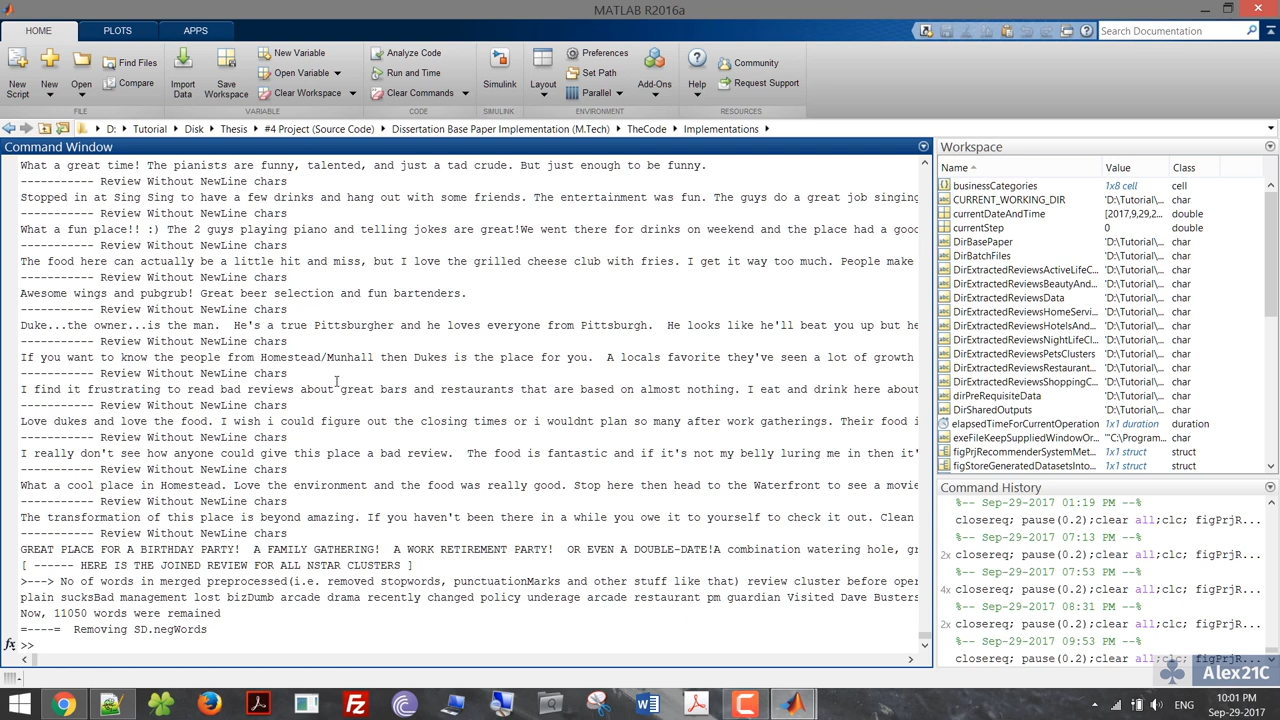 MATLAB R2016a
HOME PLOTS APPS
Search Documentation
New Script
New
Open
Find Files
Compare
Import Data
Save Workspace
New Variable
Open Variable
Clear Workspace
Analyze Code
Run and Time
Clear Commands
Simulink
Layout
Preferences
Set Path
Parallel
Add-Ons
Help
Community
Request Support
FILE VARIABLE CODE SIMULINK ENVIRONMENT RESOURCES
D: Tutorial Disk Thesis #4 Project (Source Code) Dissertation Base Paper Implementation (M.Tech) TheCode Implementations
Command Window
What a great time! The pianists are funny, talented, and just a tad crude. But just enough to be funny.
----------- Review Without NewLine chars
Stopped in at Sing Sing to have a few drinks and hang out with some friends. The entertainment was fun. The guys do a great job singing
----------- Review Without NewLine chars
What a fun place!! :) The 2 guys playing piano and telling jokes are great!We went there for drinks on weekend and the place had a good
----------- Review Without NewLine chars
The food here can actually be a little hit and miss, but I love the grilled cheese club with fries. I get it way too much. People make
----------- Review Without NewLine chars
Awesome wings and pubgrub! Great beer selection and fun bartenders.
----------- Review Without NewLine chars
Duke...the owner...is the man.  He's a true Pittsburgher and he loves everyone from Pittsburgh.  He looks like he'll beat you up but he
----------- Review Without NewLine chars
If you want to know the people from Homestead/Munhall then Dukes is the place for you.  A locals favorite they've seen a lot of growth
----------- Review Without NewLine chars
I find it frustrating to read bad reviews about great bars and restaurants that are based on almost nothing. I eat and drink here about
----------- Review Without NewLine chars
Love dukes and love the food. I wish i could figure out the closing times or i wouldnt plan so many after work gatherings. Their food i
----------- Review Without NewLine chars
I really don't see how anyone could give this place a bad review.  The food is fantastic and if it's not my belly luring me in then it'
----------- Review Without NewLine chars
What a cool place in Homestead. Love the environment and the food was really good. Stop here then head to the Waterfront to see a movie
----------- Review Without NewLine chars
The transformation of this place is beyond amazing. If you haven't been there in a while you owe it to yourself to check it out. Clean
----------- Review Without NewLine chars
GREAT PLACE FOR A BIRTHDAY PARTY!  A FAMILY GATHERING!  A WORK RETIREMENT PARTY!  OR EVEN A DOUBLE-DATE!A combination watering hole, gr
[ ------ HERE IS THE JOINED REVIEW FOR ALL NSTAR CLUSTERS ]
>---> No of words in merged preprocessed(i.e. removed stopwords, punctuationMarks and other stuff like that) review cluster before oper
plain sucksBad management lost bizDumb arcade drama recently changed policy underage arcade restaurant pm guardian Visited Dave Busters
Now, 11050 words were remained
=----=  Removing SD.negWords
fx >>
Workspace
Name Value Class
businessCategories 1x8 cell cell
CURRENT_WORKING_DIR 'D:\Tutorial\... char
currentDateAndTime [2017,9,29,2... double
currentStep 0 double
DirBasePaper 'D:\Tutorial\... char
DirBatchFiles 'D:\Tutorial\... char
DirExtractedReviewsActiveLifeC... 'D:\Tutorial\... char
DirExtractedReviewsBeautyAnd... 'D:\Tutorial\... char
DirExtractedReviewsData 'D:\Tutorial\... char
DirExtractedReviewsHomeServi... 'D:\Tutorial\... char
DirExtractedReviewsHotelsAnd... 'D:\Tutorial\... char
DirExtractedReviewsNightLifeC... 'D:\Tutorial\... char
DirExtractedReviewsPetsClusters 'D:\Tutorial\... char
DirExtractedReviewsShoppingC... 'D:\Tutorial\... char
dirPreRequisiteData 'D:\Tutorial\... char
DirSharedOutputs 'D:\Tutorial\... char
elapsedTimeForCurrentOperation 1x1 duration duration
exeFileKeepSuppliedWindowOr... '"C:\Program... char
figPrjRecommenderSystemMet... 1x1 struct struct
figStoreGeneratedDatasetsInto... 1x1 struct struct
Command History
%-- Sep-29-2017 01:19 PM --%
closereq; pause(0.2);clear all;clc; figPrjR...
%-- Sep-29-2017 07:13 PM --%
2x closereq; pause(0.2);clear all;clc; figPrjR...
%-- Sep-29-2017 07:53 PM --%
4x closereq; pause(0.2);clear all;clc; figPrjR...
%-- Sep-29-2017 08:31 PM --%
2x closereq; pause(0.2);clear all;clc; figPrjR...
%-- Sep-29-2017 09:53 PM --%
closereq; pause(0.2);clear all;clc; figPrjR...
Alex21C
ENG
10:01 PM
Sep-29-2017